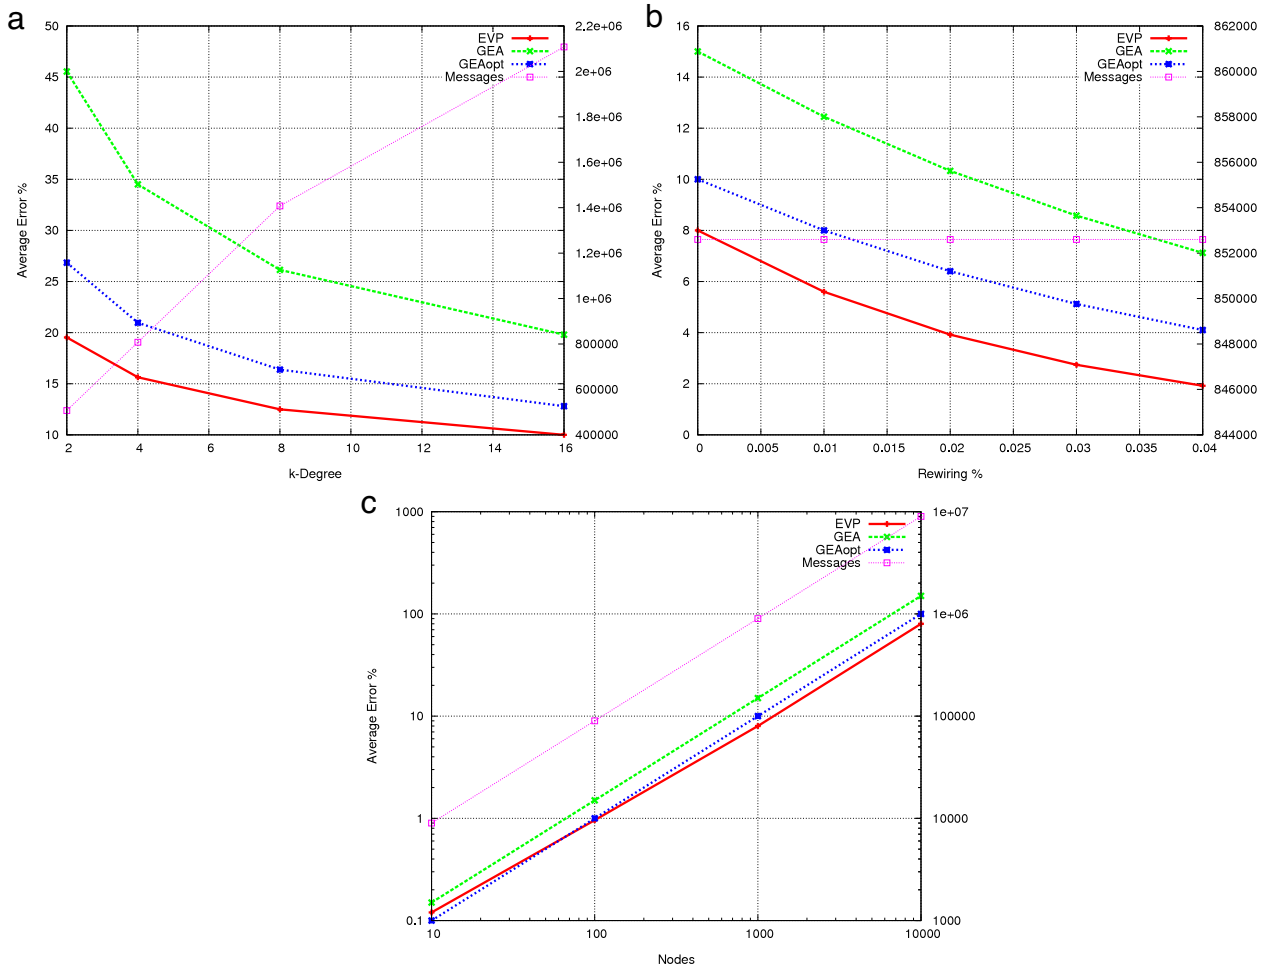 a
50
45
40
35
30
25
20
15
10
Average Error %
2 4 6 8 10 12 14 16
k-Degree
2.2e+06
2e+06
1.8e+06
1.6e+06
1.4e+06
1.2e+06
1e+06
800000
600000
400000
EVP
GEA
GEAopt
Messages
b
16
14
12
10
8
6
4
2
0
Average Error %
0 0.005 0.01 0.015 0.02 0.025 0.03 0.035 0.04
Rewiring %
862000
860000
858000
856000
854000
852000
850000
848000
846000
844000
EVP
GEA
GEAopt
Messages
c
1000
100
10
1
0.1
Average Error %
10 100 1000 10000
Nodes
1e+07
1e+06
100000
10000
1000
EVP
GEA
GEAopt
Messages